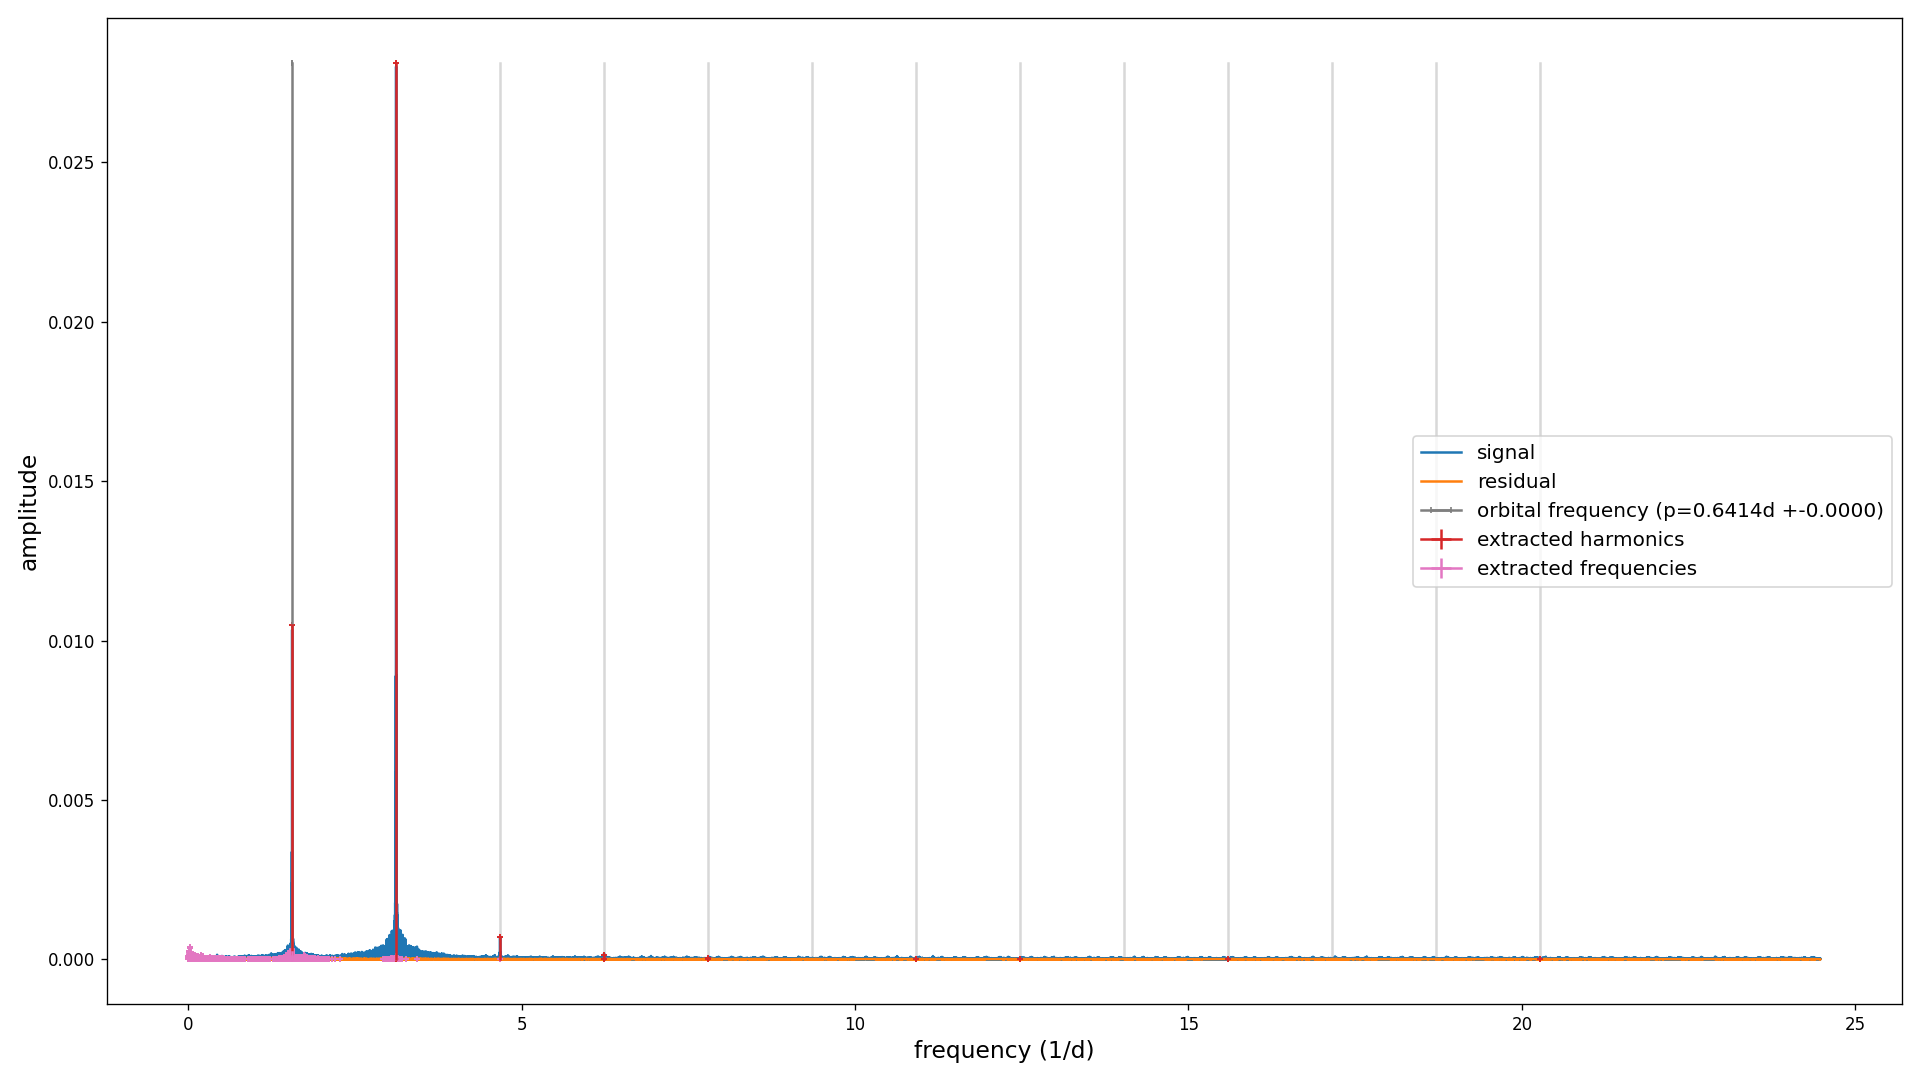 0.025
0.020
0.015
0.010
0.005
0.000
amplitude
signal
residual
orbital frequency (p=0.6414d +-0.0000)
extracted harmonics
extracted frequencies
0 5 10 15 20 25
frequency (1/d)